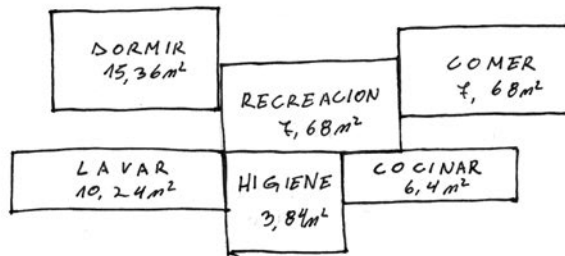 DORMIR
15,36m²
RECREACION
7,68m²
COMER
7,68m²
LAVAR
10,24m²
HIGIENE
3,84m²
COCINAR
6,4m²